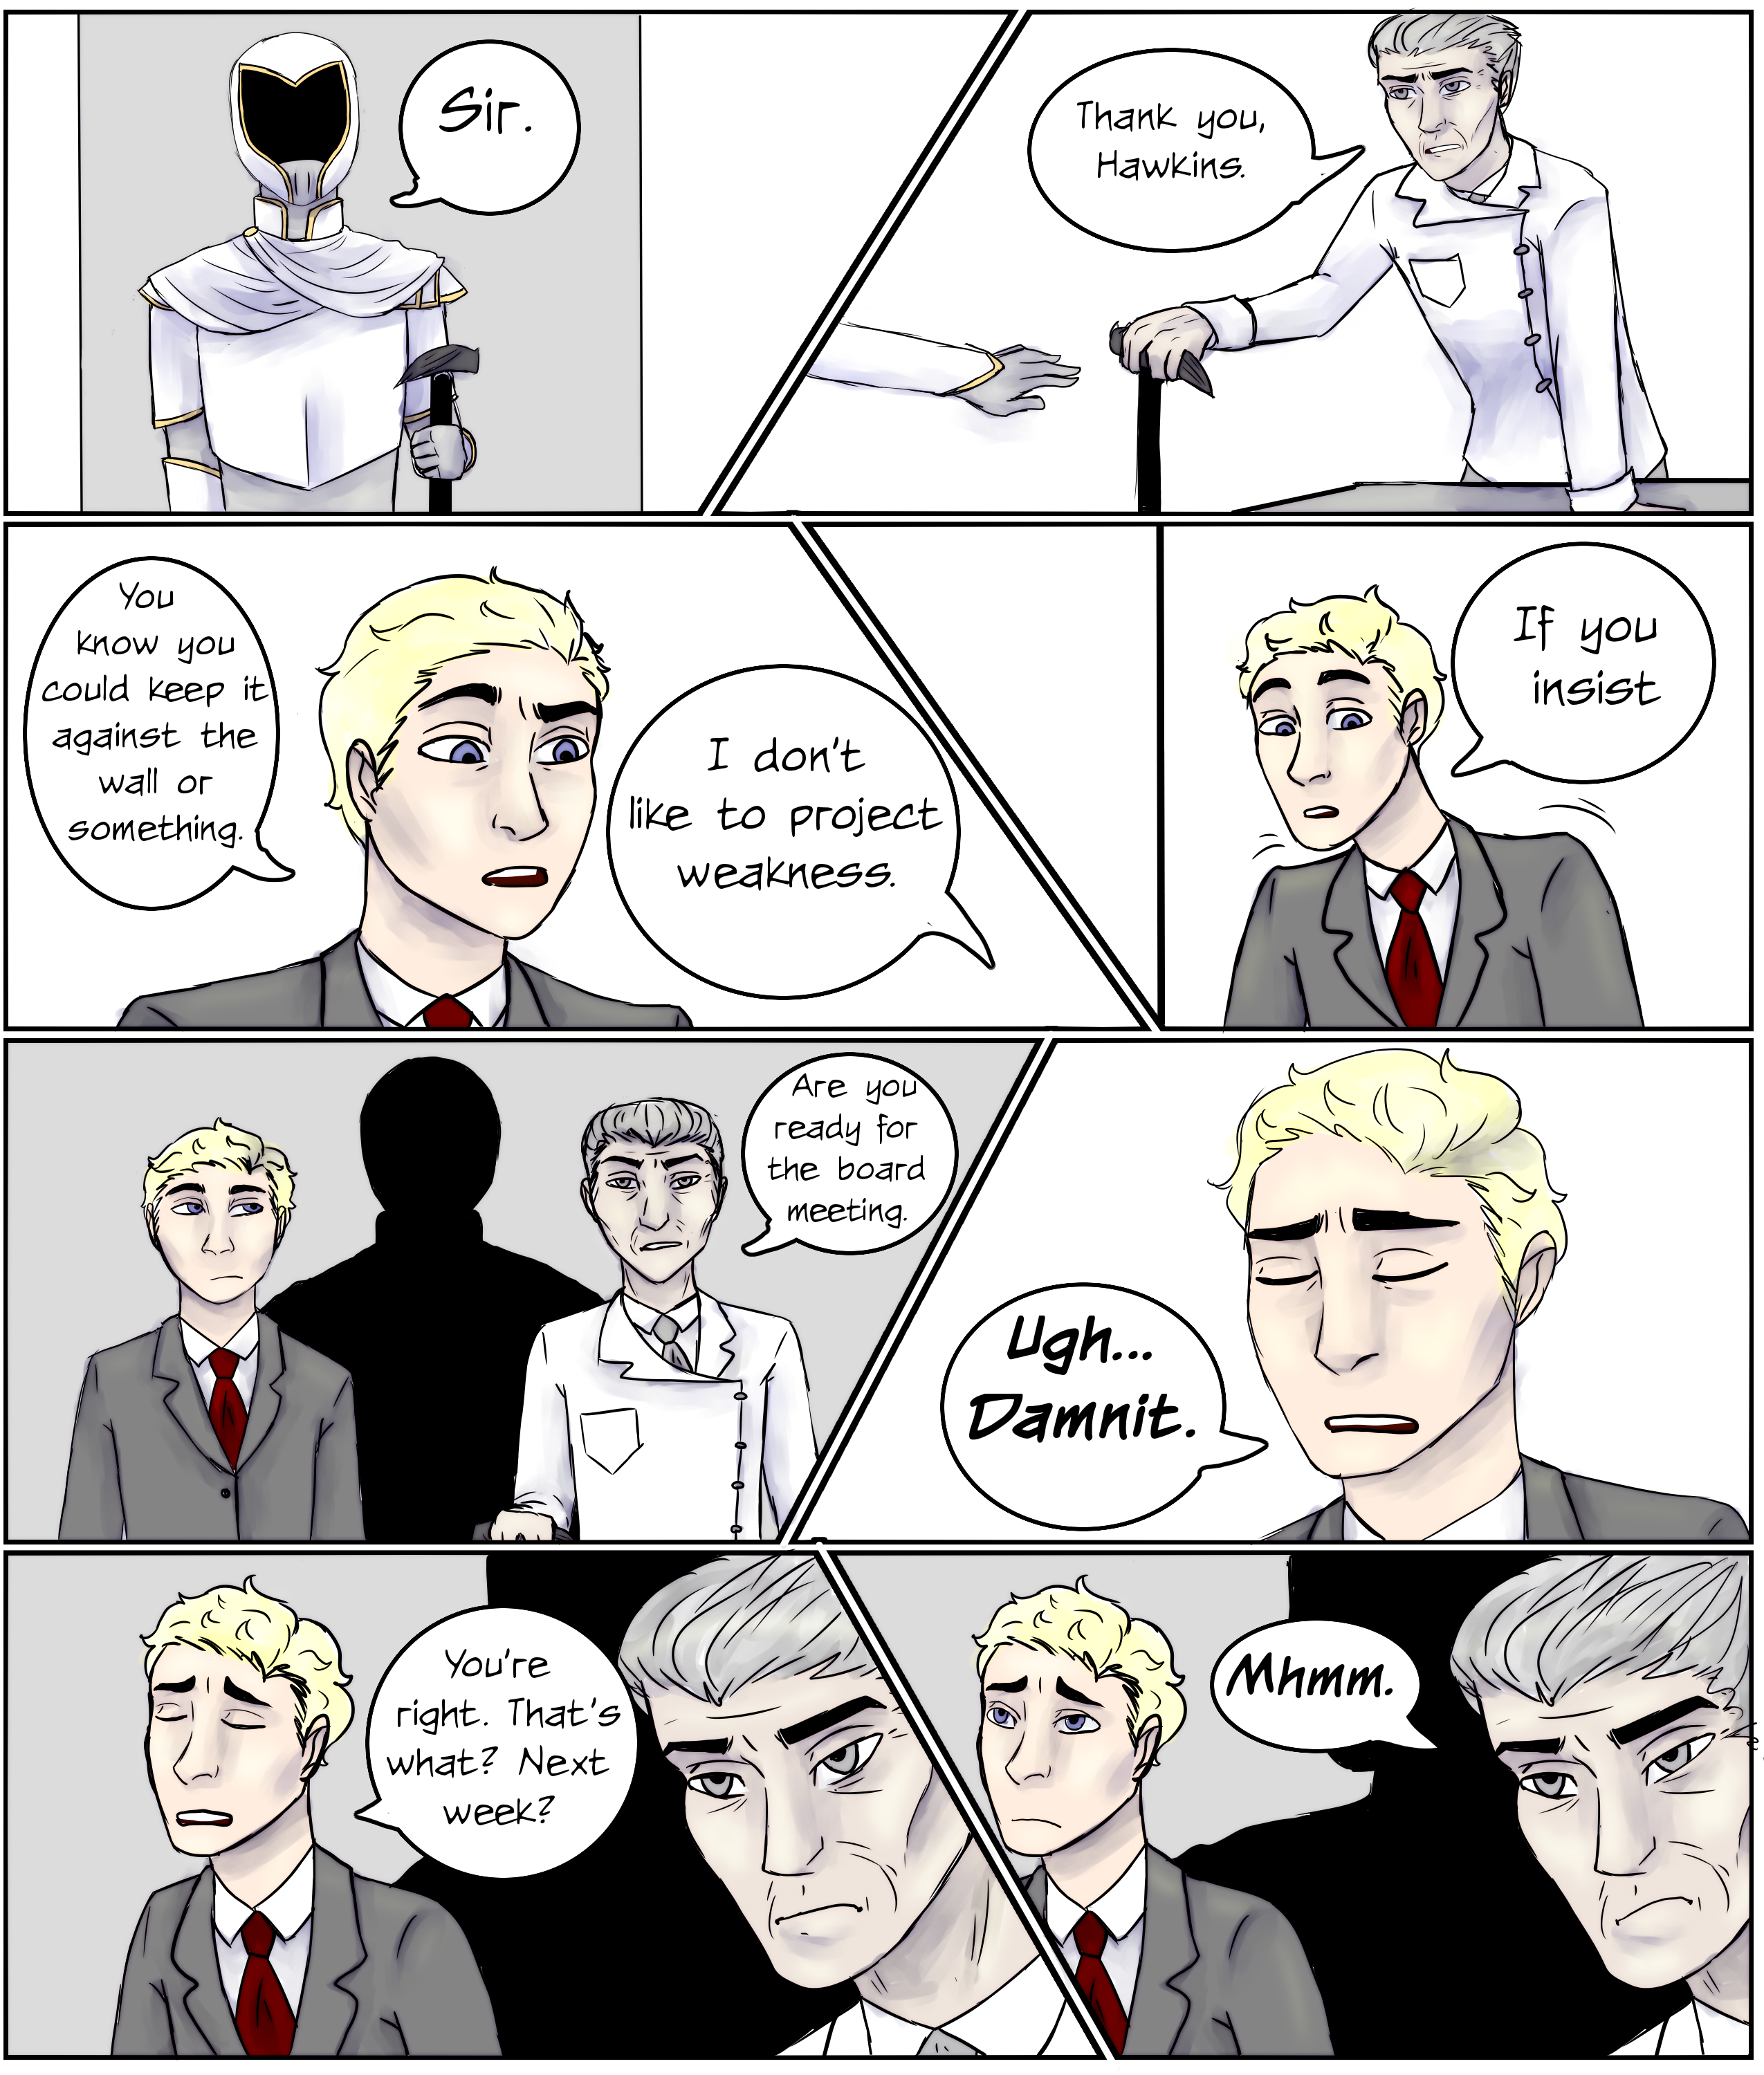 Sir.
Thank you,
Hawkins.
You
know you
could keep it
against the
wall or
something.
I don't
like to project
weakness.
If you
insist
Are you
ready for
the board
meeting.
Ugh...
Damnit.
You're
right. That's
what? Next
week?
Mhmm.